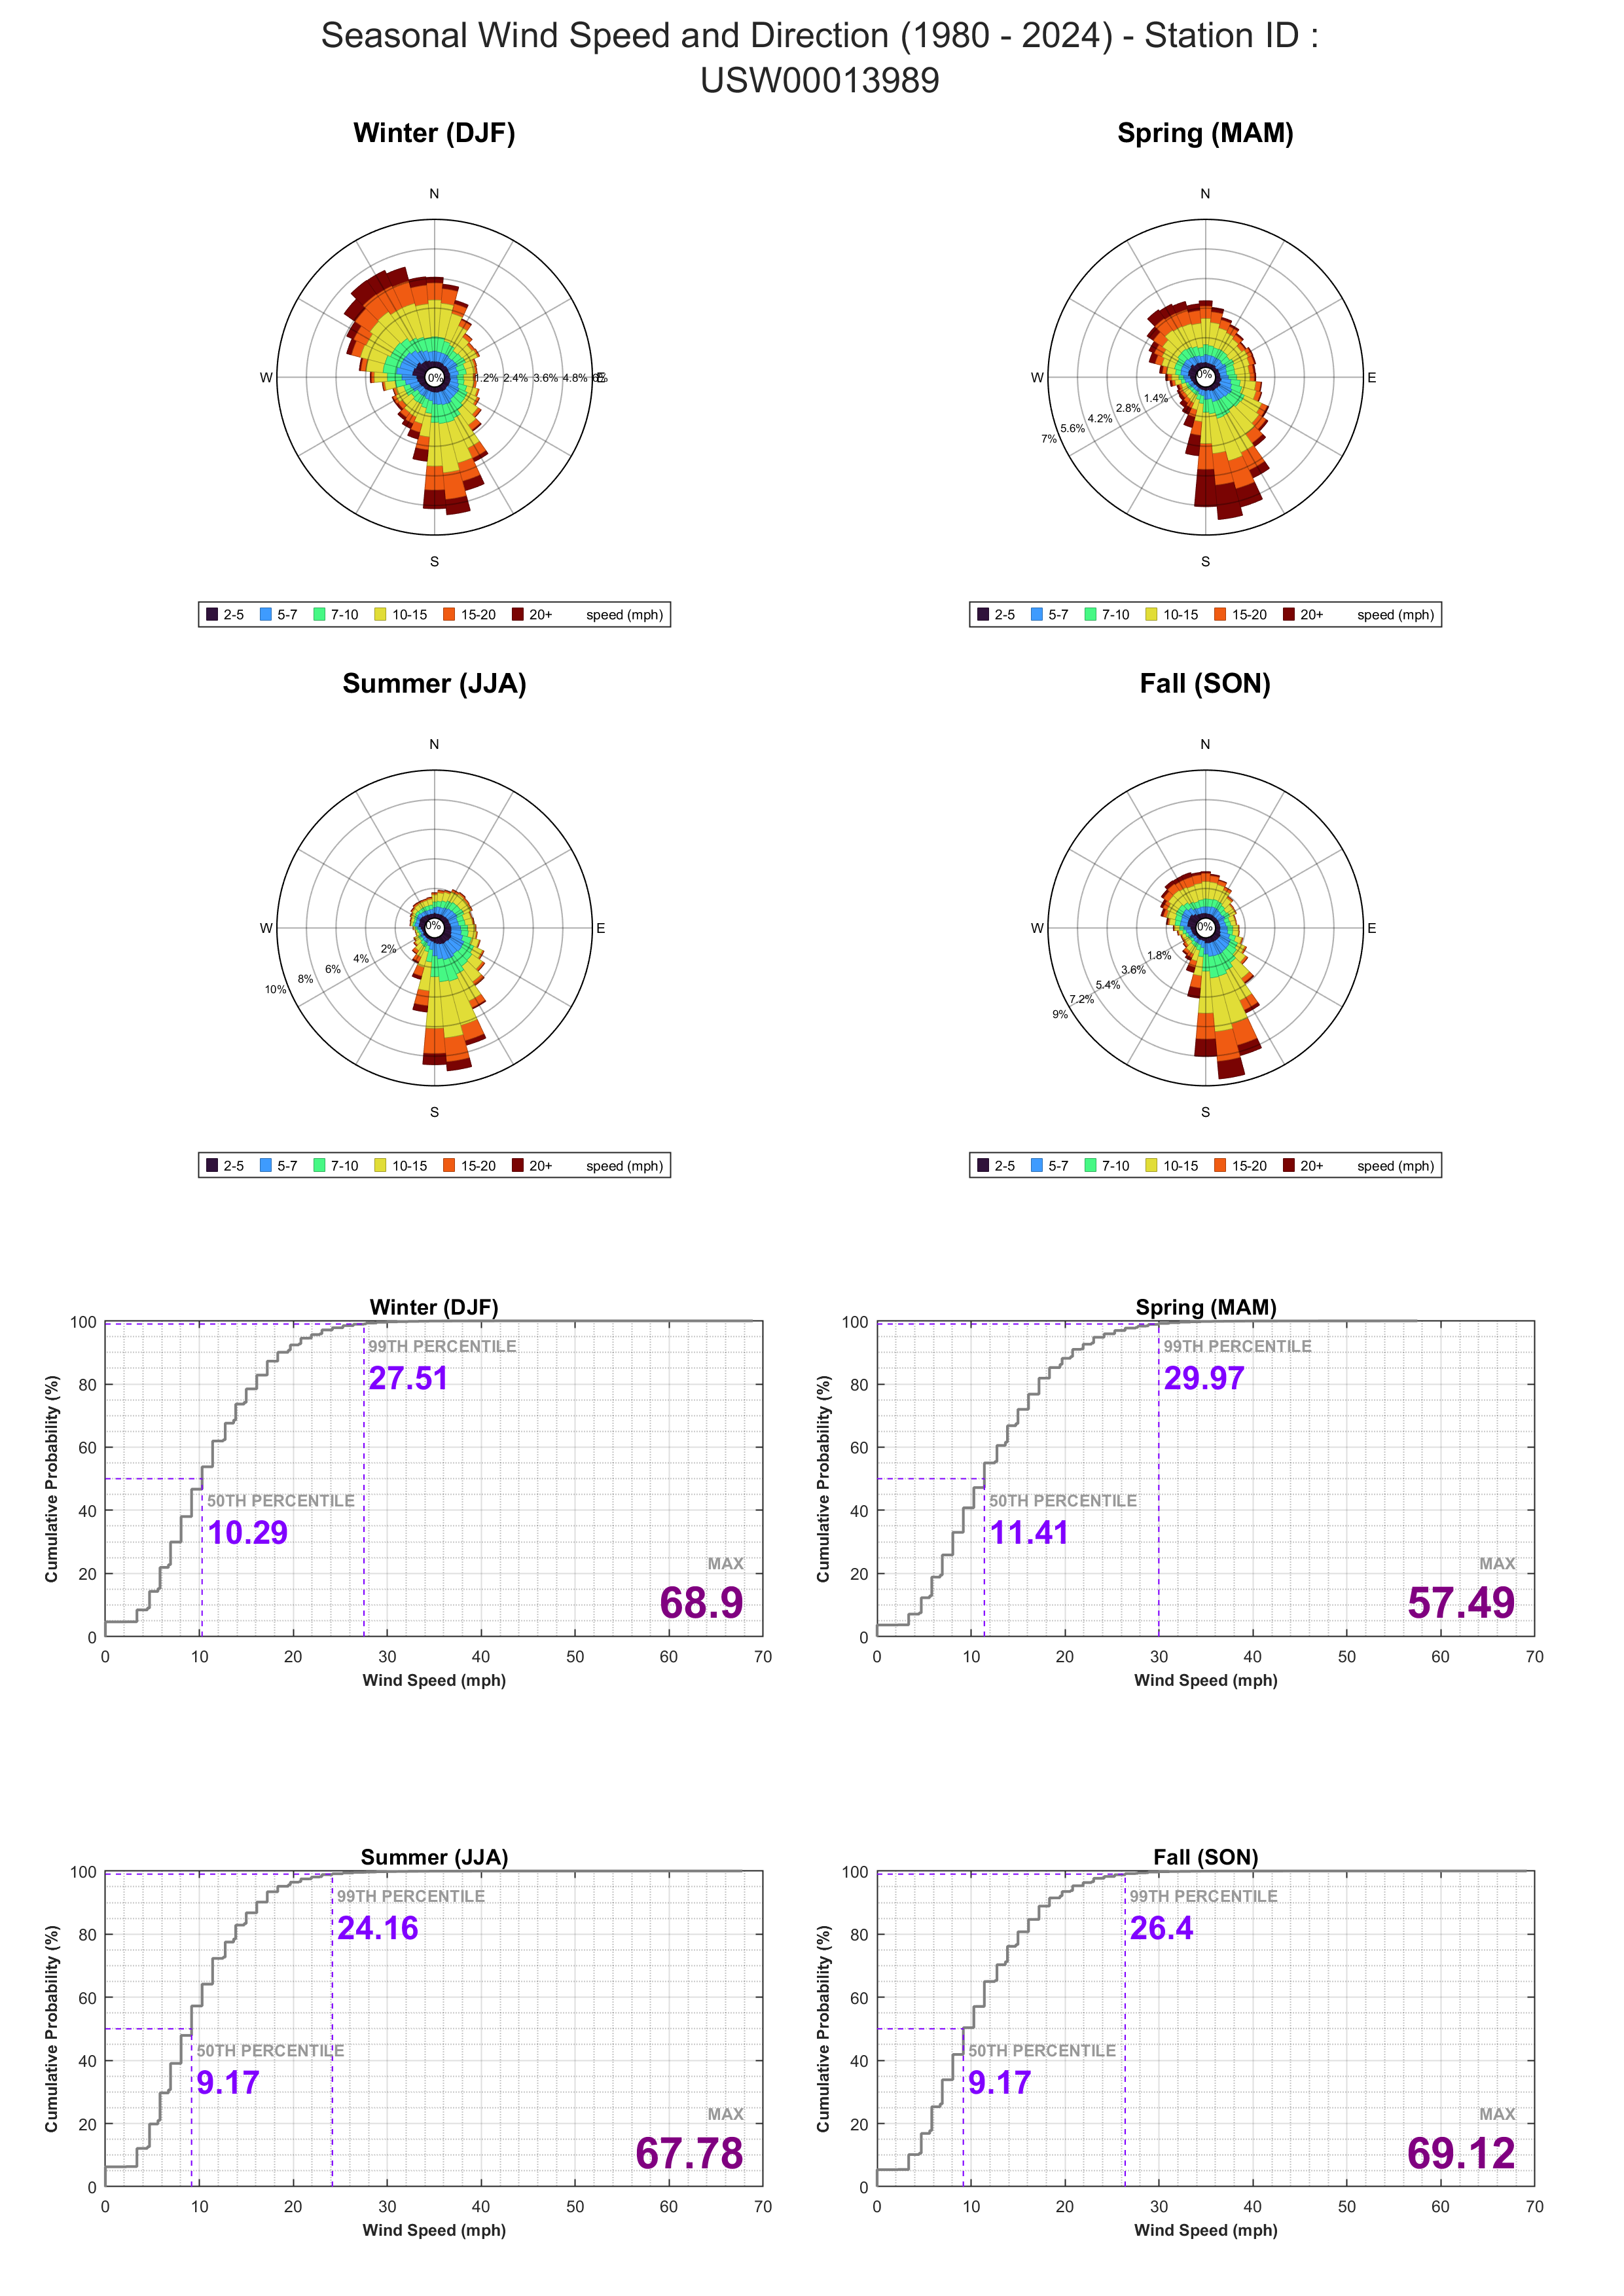 Seasonal Wind Speed and Direction (1980 - 2024) - Station ID :
USW00013989
Winter (DJF)
N
W
E
S
0%
1.2%
2.4%
3.6%
4.8%
6%
2-5 5-7 7-10 10-15 15-20 20+ speed (mph)
Spring (MAM)
N
W
E
S
0%
1.4%
2.8%
4.2%
5.6%
7%
2-5 5-7 7-10 10-15 15-20 20+ speed (mph)
Summer (JJA)
N
W
E
S
0%
2%
4%
6%
8%
10%
2-5 5-7 7-10 10-15 15-20 20+ speed (mph)
Fall (SON)
N
W
E
S
0%
1.8%
3.6%
5.4%
7.2%
9%
2-5 5-7 7-10 10-15 15-20 20+ speed (mph)
Winter (DJF)
Cumulative Probability (%)
100
80
60
40
20
0
99TH PERCENTILE
27.51
50TH PERCENTILE
10.29
MAX
68.9
0 10 20 30 40 50 60 70
Wind Speed (mph)
Spring (MAM)
Cumulative Probability (%)
100
80
60
40
20
0
99TH PERCENTILE
29.97
50TH PERCENTILE
11.41
MAX
57.49
0 10 20 30 40 50 60 70
Wind Speed (mph)
Summer (JJA)
Cumulative Probability (%)
100
80
60
40
20
0
99TH PERCENTILE
24.16
50TH PERCENTILE
9.17
MAX
67.78
0 10 20 30 40 50 60 70
Wind Speed (mph)
Fall (SON)
Cumulative Probability (%)
100
80
60
40
20
0
99TH PERCENTILE
26.4
50TH PERCENTILE
9.17
MAX
69.12
0 10 20 30 40 50 60 70
Wind Speed (mph)